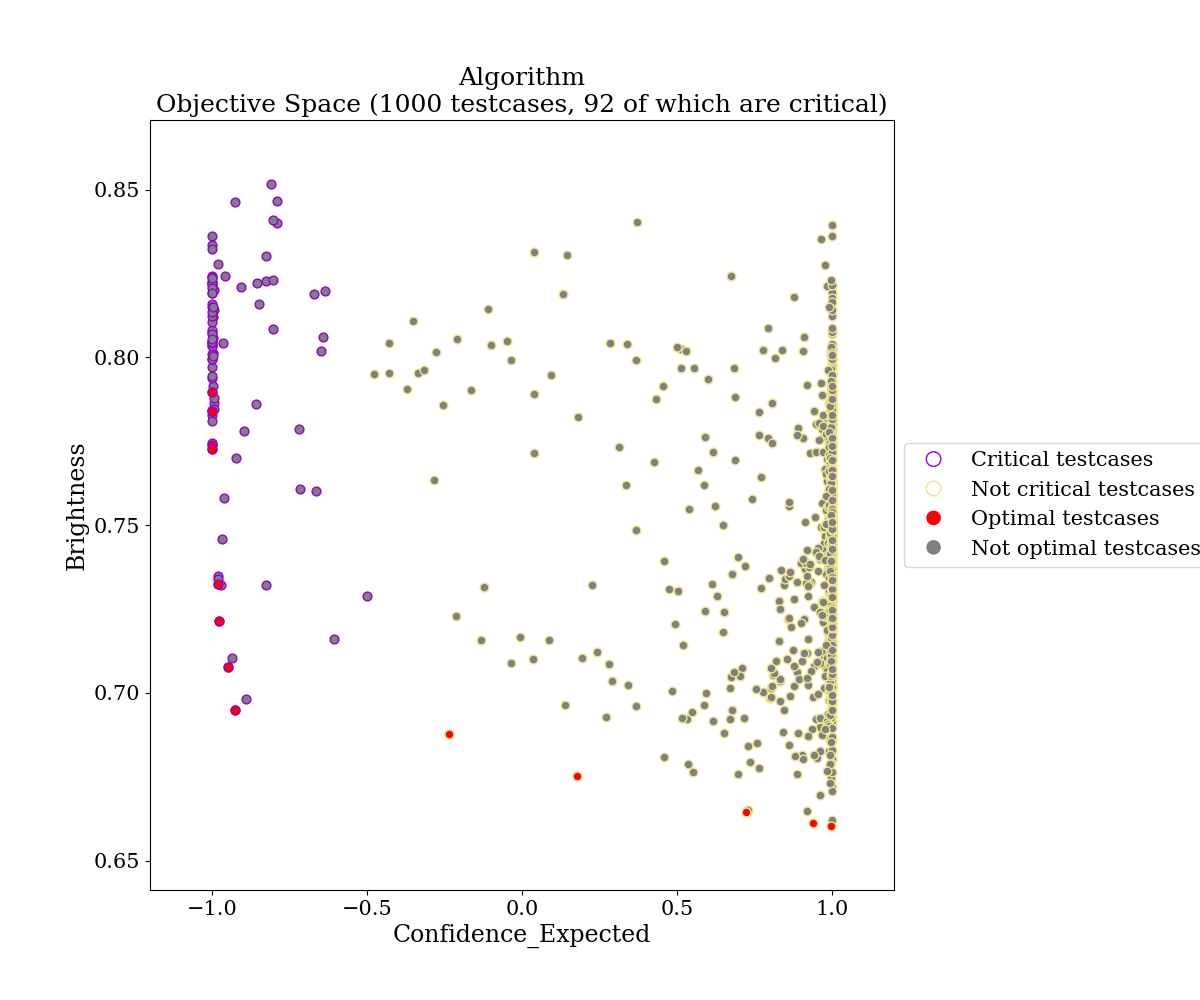 Algorithm
Objective Space (1000 testcases, 92 of which are critical)
0.85
0.80
0.75
0.70
0.65
Brightness
−1.0 −0.5 0.0 0.5 1.0
Confidence_Expected
Critical testcases
Not critical testcases
Optimal testcases
Not optimal testcases